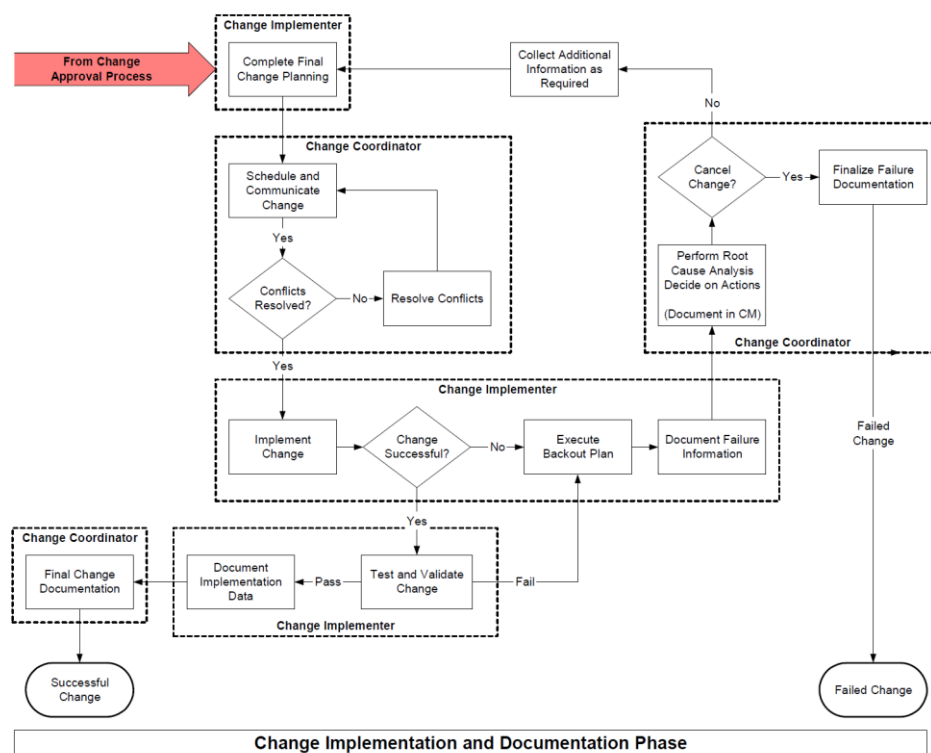 Change Implementer
From Change
Approval Process
Complete Final
Change Planning
Collect Additional
Information as
Required
No
Change Coordinator
Schedule and
Communicate
Change
Cancel
Change?
Yes
Finalize Failure
Documentation
Yes
Perform Root
Cause Analysis
Decide on Actions
(Document in CM)
Conflicts
Resolved?
No
Resolve Conflicts
Change Coordinator
Yes
Change Implementer
Failed
Change
Implement
Change
Change
Successful?
No
Execute
Backout Plan
Document Failure
Information
Yes
Change Coordinator
Final Change
Documentation
Document
Implementation
Data
Pass
Test and Validate
Change
Fail
Change Implementer
Successful
Change
Failed Change
Change Implementation and Documentation Phase